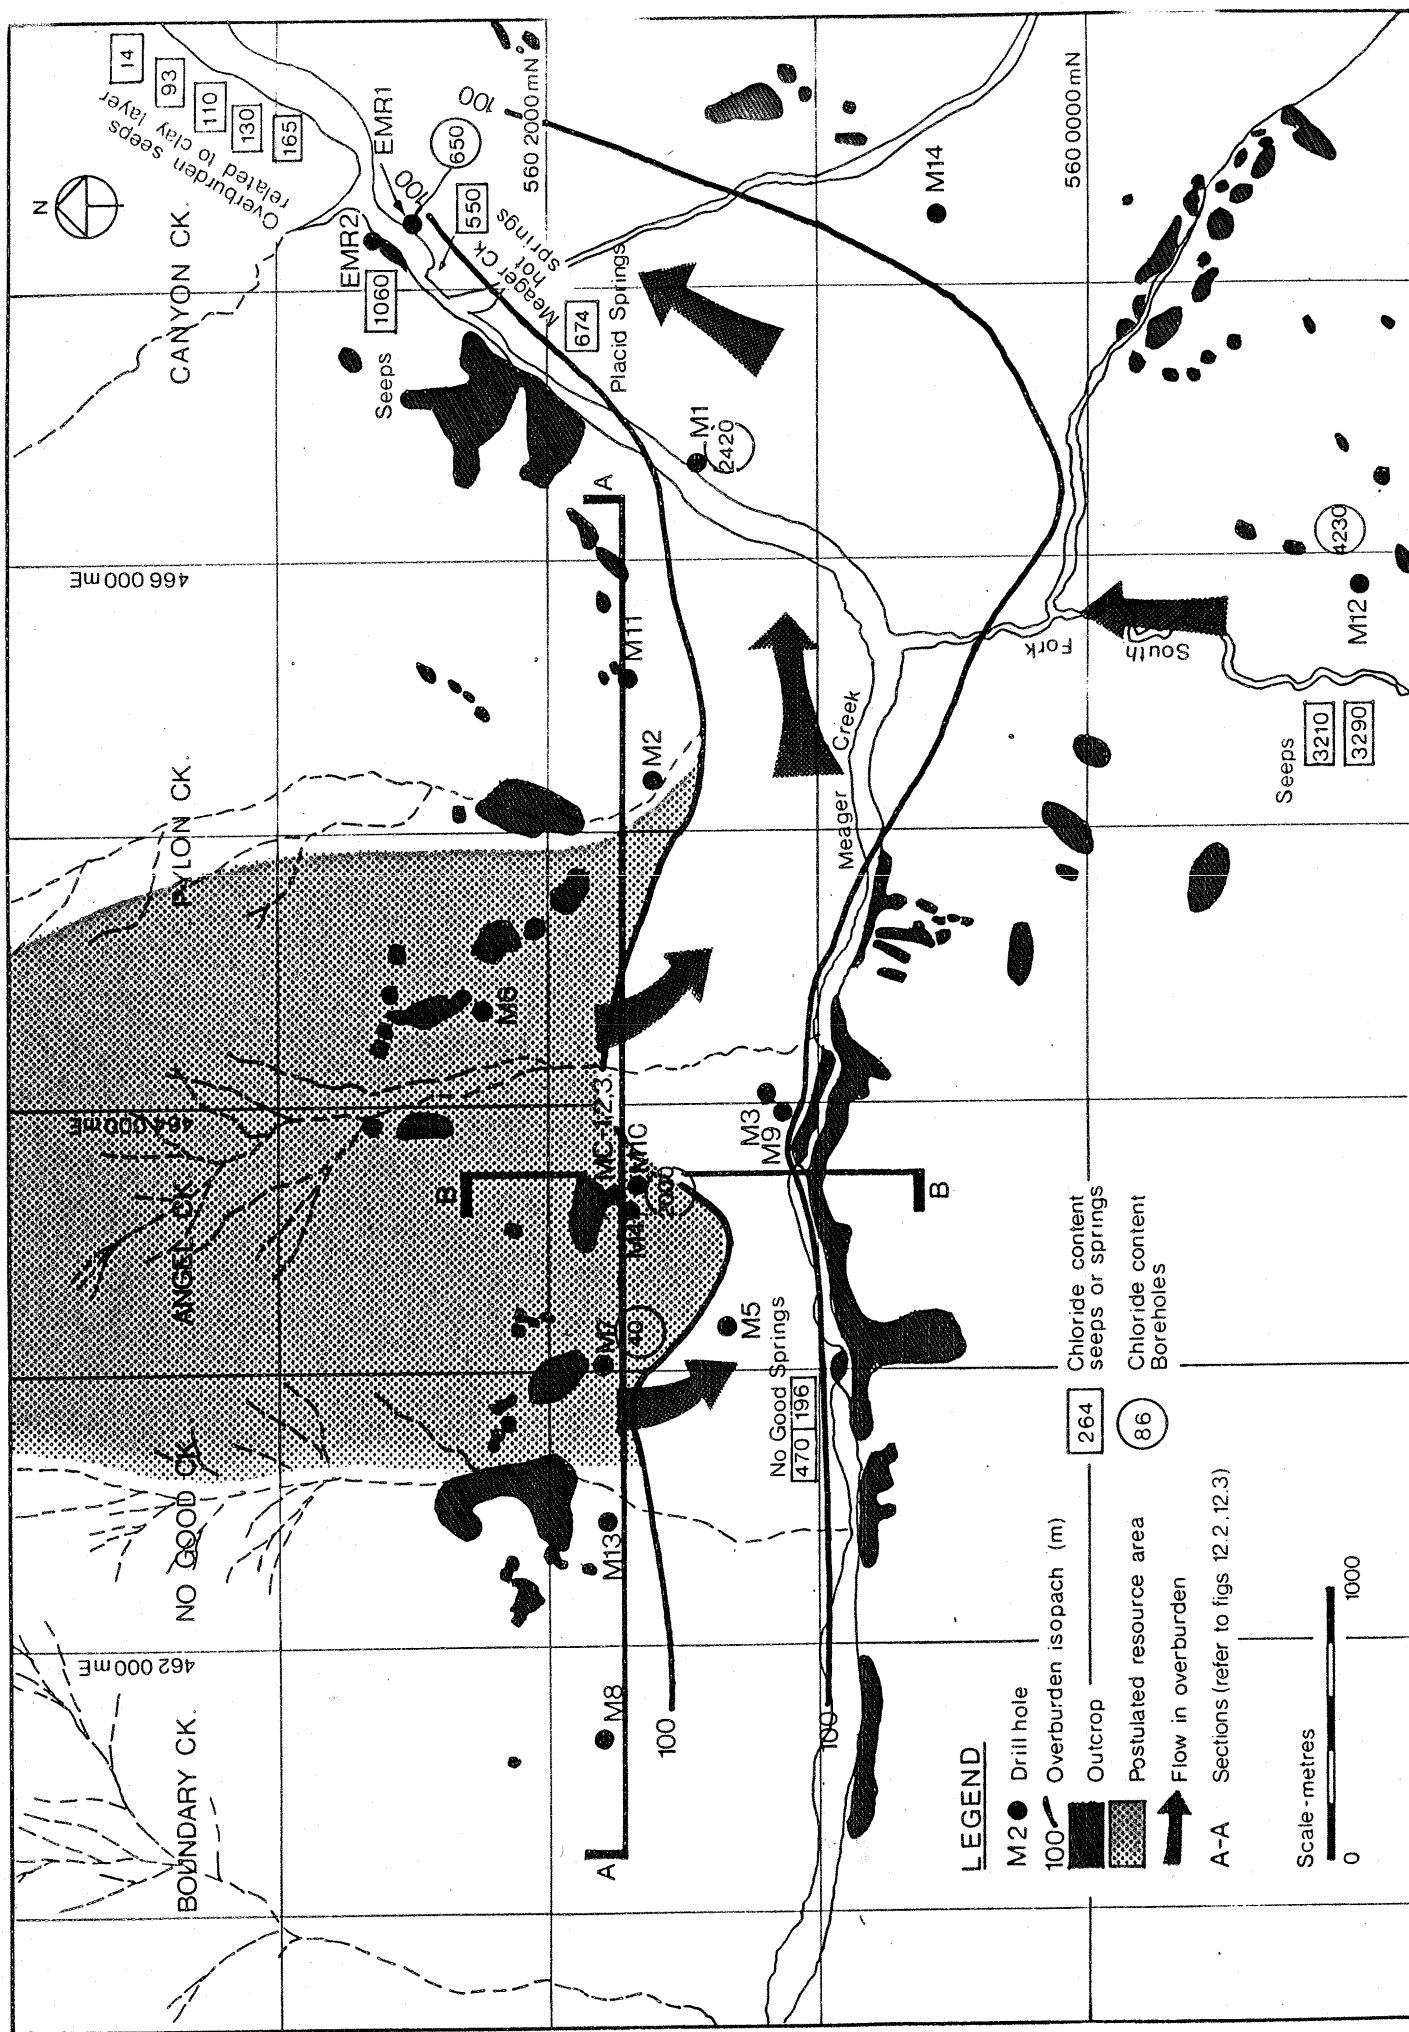 BOUNDARY CK.
NO GOOD CK.
ANGEL CK.
PYLON CK.
CANYON CK.
N
14
93
110
130
165
Overburden seeps
related to clay layer
462 000 mE
464 000 mE
466 000 mE
560 2000 mN
560 0000 mN
EMR2
EMR1
1060
Seeps
100
650
550
Meager Ck
hot
springs
674
Placid Springs
100
M1
2420
M14
A
A
B
B
M8
M13
M7
40
M4
MC-1.2.3.
M1C
M6
M2
M11
M5
M3
M9
No Good Springs
470 196
100
100
Meager Creek
South
Fork
M12
4230
Seeps
3210
3290
LEGEND
M2 Drill hole
100 Overburden isopach (m)
Outcrop
Postulated resource area
Flow in overburden
A-A Sections (refer to figs 12.2.12.3)
264 Chloride content
seeps or springs
86 Chloride content
Boreholes
Scale - metres
0 1000